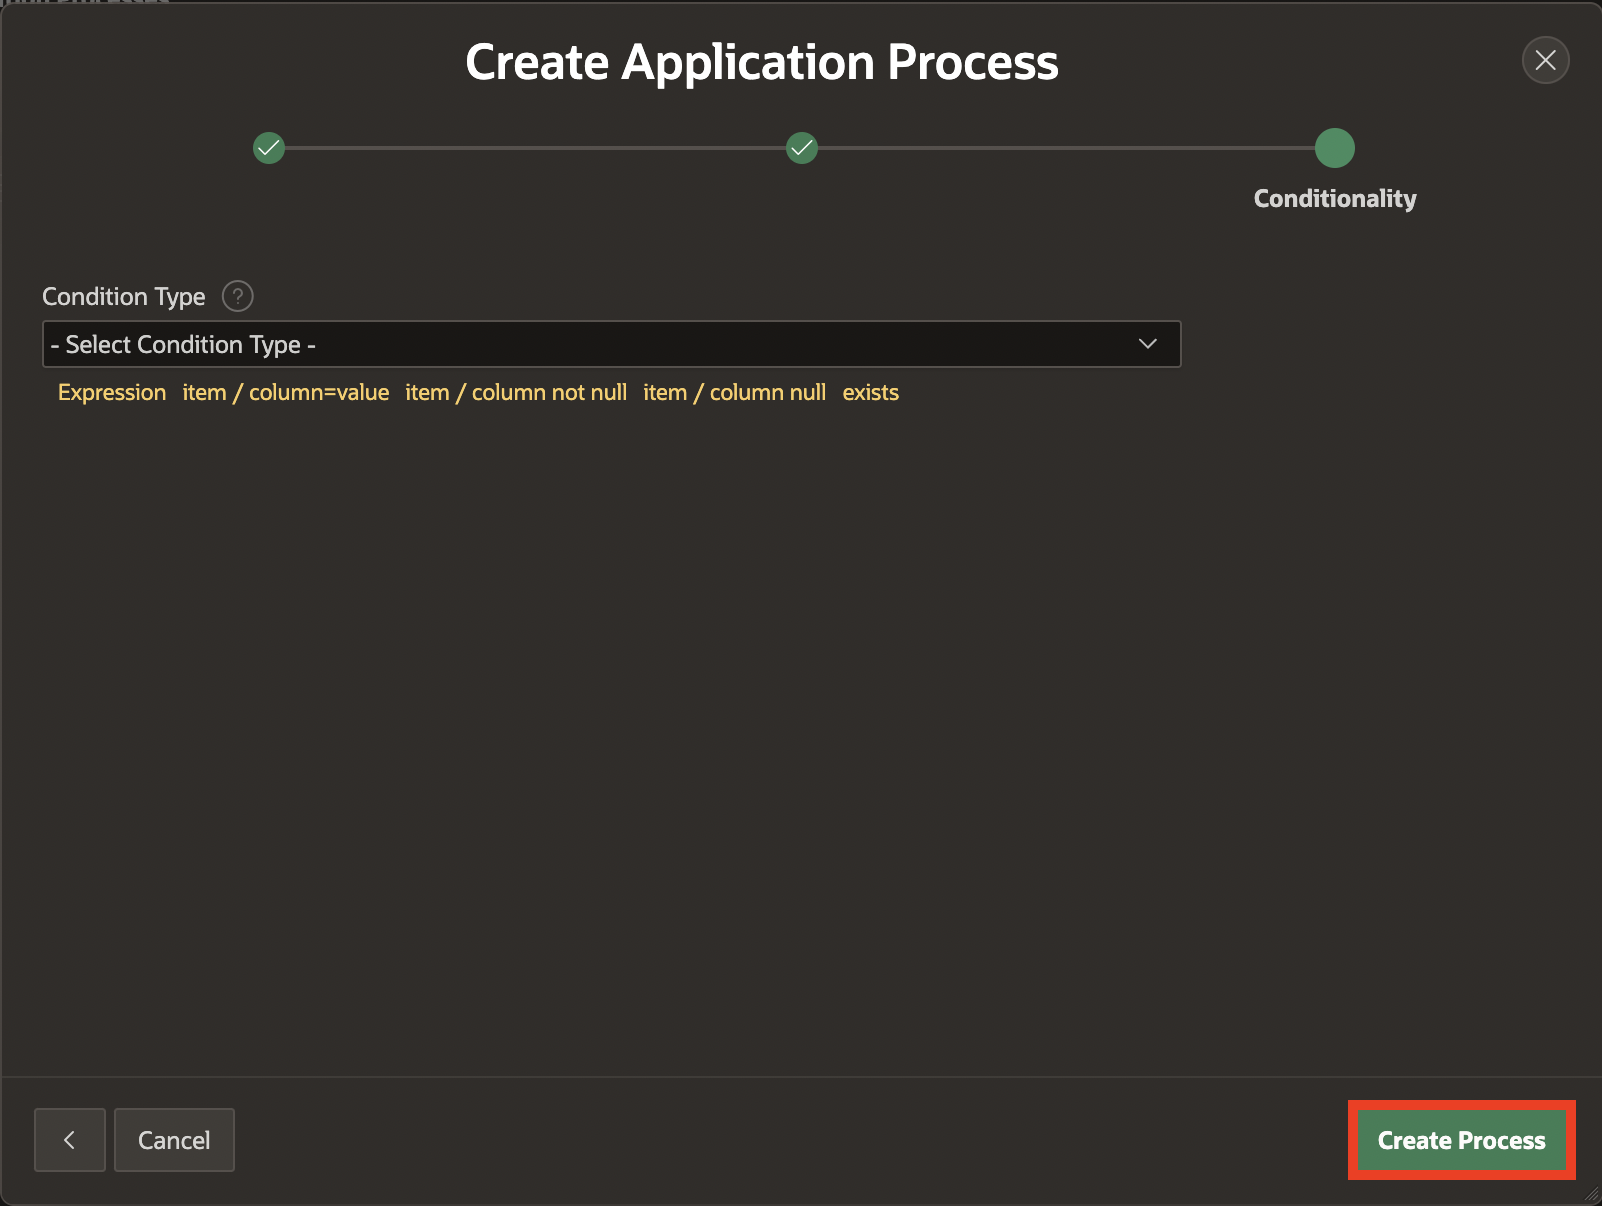 Create Application Process
Conditionality
Condition Type ?
- Select Condition Type -
Expression item / column=value item / column not null item / column null exists
Cancel
Create Process